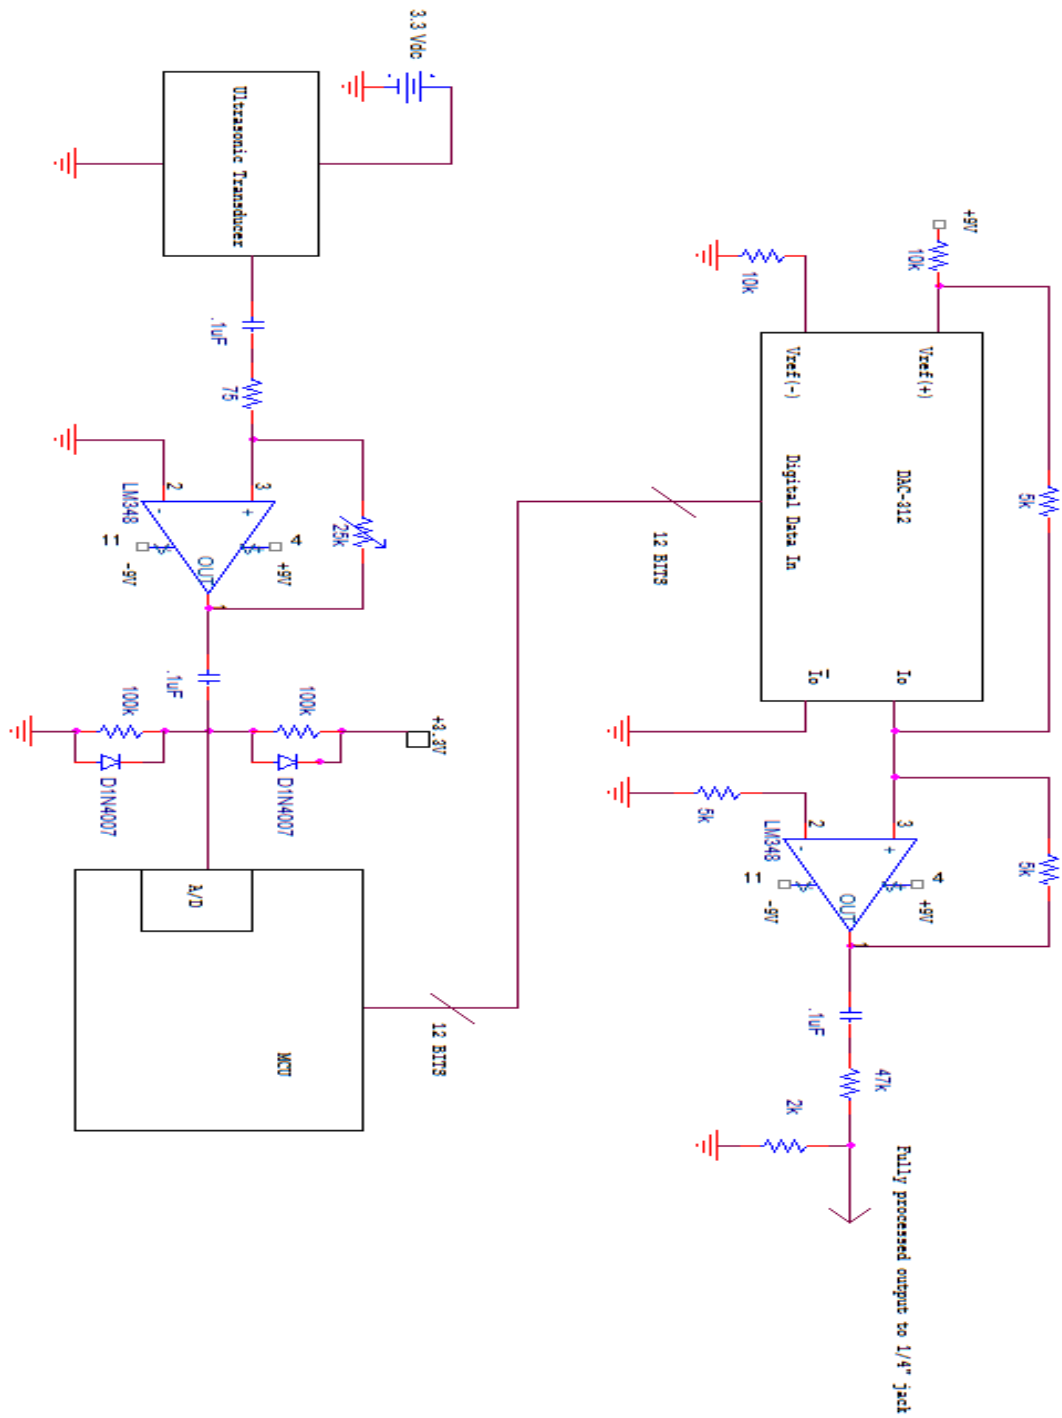 3.3 Vdc
Ultrasonic Transducer
.1uF
75
2
3
-
+
LM348
OUT
11
-9V
4
+9V
1
25k
.1uF
100k
D1N4007
100k
D1N4007
+3.3V
A/D
MCU
12 BITS
12 BITS
+9V
10k
10k
Vref(-)
Vref(+)
DAC-312
Digital Data In
Io
Io
5k
5k
2
3
-
+
LM348
OUT
11
-9V
4
+9V
1
5k
.1uF
47k
2k
Fully processed output to 1/4" jack